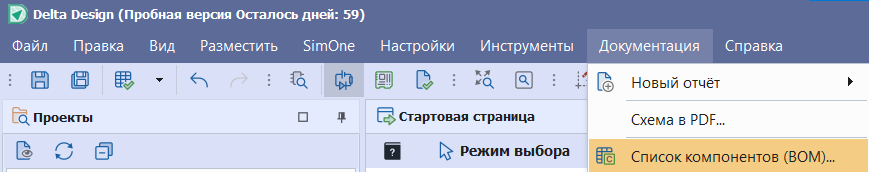 Delta Design (Пробная версия Осталось дней: 59)
Файл Правка Вид Разместить SimOne Настройки Инструменты Документация Справка
Новый отчёт
Проекты Стартовая страница Схема в PDF...
Режим выбора Список компонентов (BOM)...